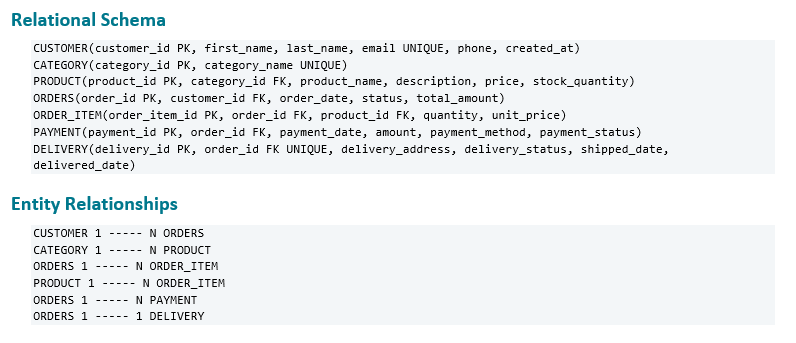 Relational Schema
CUSTOMER(customer_id PK, first_name, last_name, email UNIQUE, phone, created_at)
CATEGORY(category_id PK, category_name UNIQUE)
PRODUCT(product_id PK, category_id FK, product_name, description, price, stock_quantity)
ORDERS(order_id PK, customer_id FK, order_date, status, total_amount)
ORDER_ITEM(order_item_id PK, order_id FK, product_id FK, quantity, unit_price)
PAYMENT(payment_id PK, order_id FK, payment_date, amount, payment_method, payment_status)
DELIVERY(delivery_id PK, order_id FK UNIQUE, delivery_address, delivery_status, shipped_date,
delivered_date)
Entity Relationships
CUSTOMER 1 ----- N ORDERS
CATEGORY 1 ----- N PRODUCT
ORDERS 1 ----- N ORDER_ITEM
PRODUCT 1 ----- N ORDER_ITEM
ORDERS 1 ----- N PAYMENT
ORDERS 1 ----- 1 DELIVERY